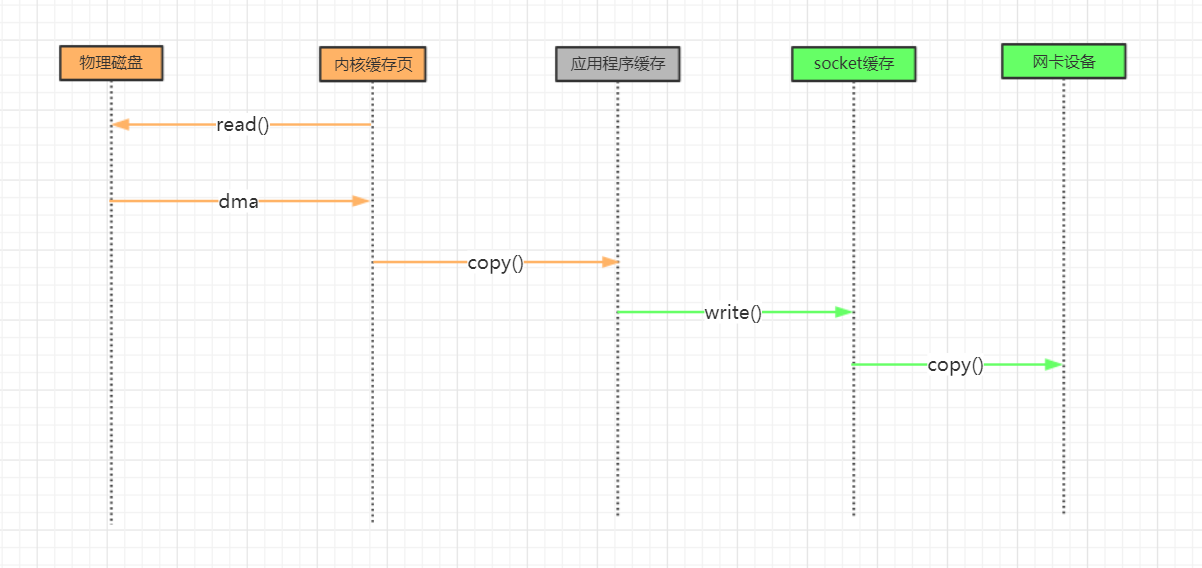 物理磁盘
内核缓存页
应用程序缓存
socket缓存
网卡设备
read()
dma
copy()
write()
copy()